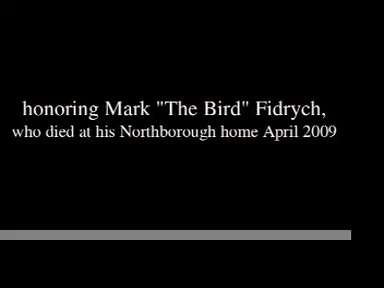 honoring Mark "The Bird" Fidrych,
who died at his Northborough home April 2009